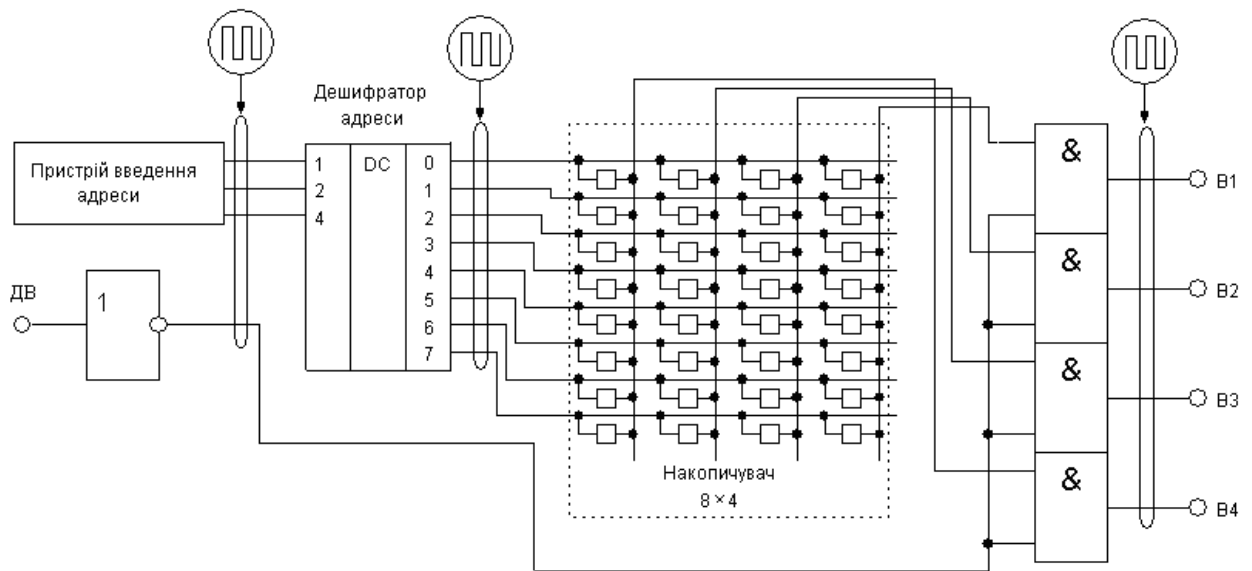 Дешифратор
адреси
Пристрій введення
адреси
1
2
4
DC
0
1
2
3
4
5
6
7
ДВ
1
Накопичувач
8 × 4
&
B1
&
B2
&
B3
&
B4